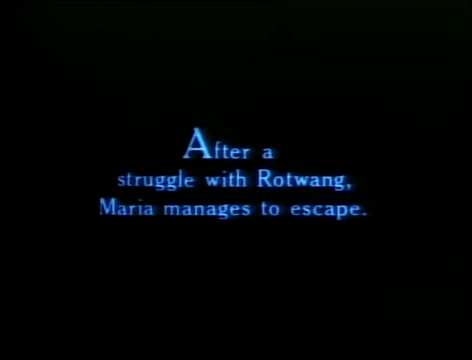 After a
struggle with Rotwang,
Maria manages to escape.